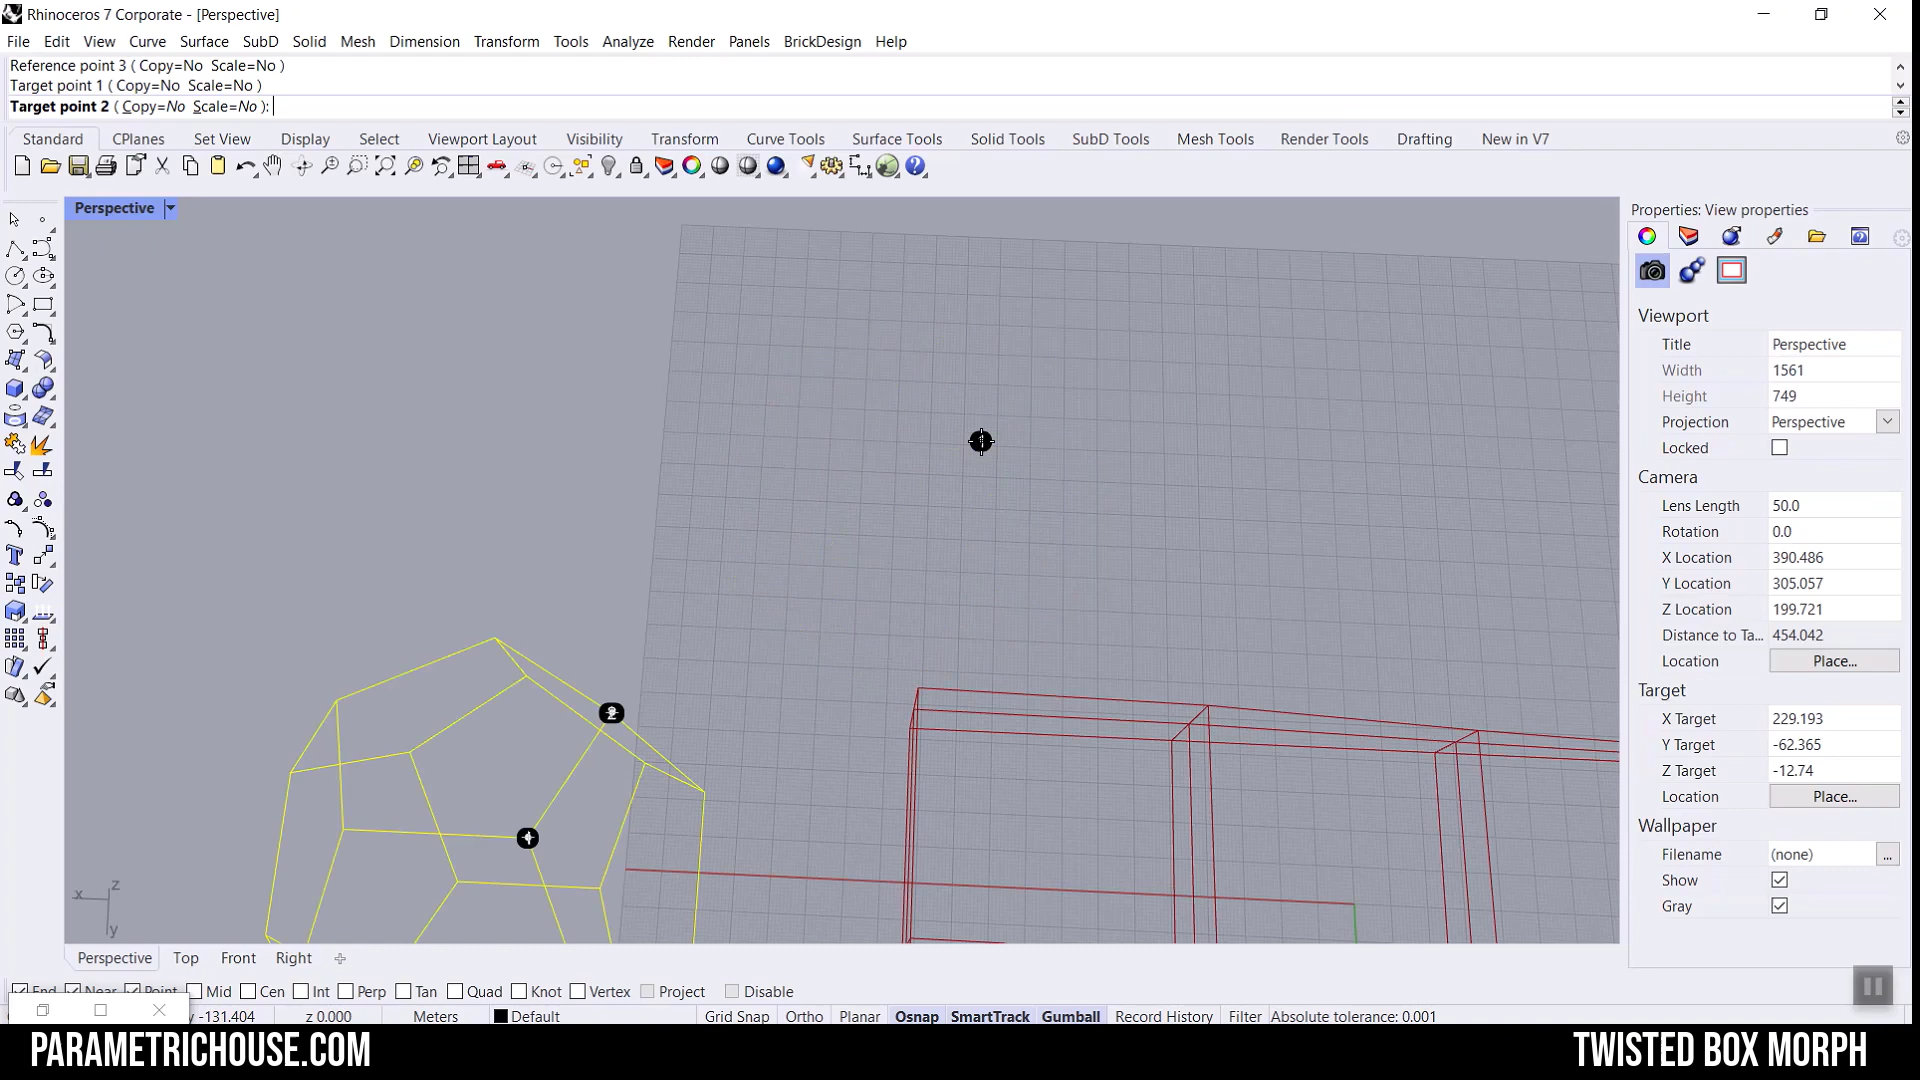 Rhinoceros 7 Corporate - [Perspective]
File Edit View Curve Surface SubD Solid Mesh Dimension Transform Tools Analyze Render Panels BrickDesign Help
Reference point 3 ( Copy=No Scale=No )
Target point 1 ( Copy=No Scale=No )
Target point 2 ( Copy=No Scale=No ):
Standard CPlanes Set View Display Select Viewport Layout Visibility Transform Curve Tools Surface Tools Solid Tools SubD Tools Mesh Tools Render Tools Drafting New in V7
Perspective
Properties: View properties
Viewport
Title Perspective
Width 1561
Height 749
Projection Perspective
Locked
Camera
Lens Length 50.0
Rotation 0.0
X Location 390.486
Y Location 305.057
Z Location 199.721
Distance to Ta... 454.042
Location Place...
Target
X Target 229.193
Y Target -62.365
Z Target -12.74
Location Place...
Wallpaper
Filename (none) ...
Show
Gray
2
z
x
y
Perspective Top Front Right
End Near Point Mid Cen Int Perp Tan Quad Knot Vertex Project Disable
-131.404 z 0.000 Meters Default Grid Snap Ortho Planar Osnap SmartTrack Gumball Record History Filter Absolute tolerance: 0.001
PARAMETRICHOUSE.COM TWISTED BOX MORPH